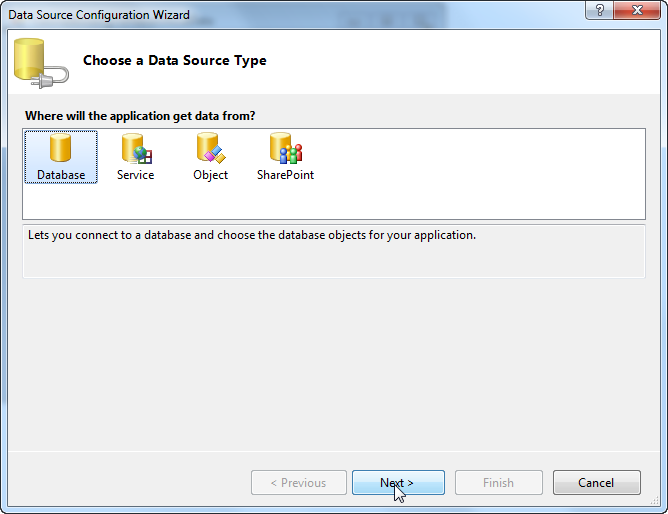 Data Source Configuration Wizard
Choose a Data Source Type
Where will the application get data from?
Database Service Object SharePoint
Lets you connect to a database and choose the database objects for your application.
< Previous Next > Finish Cancel